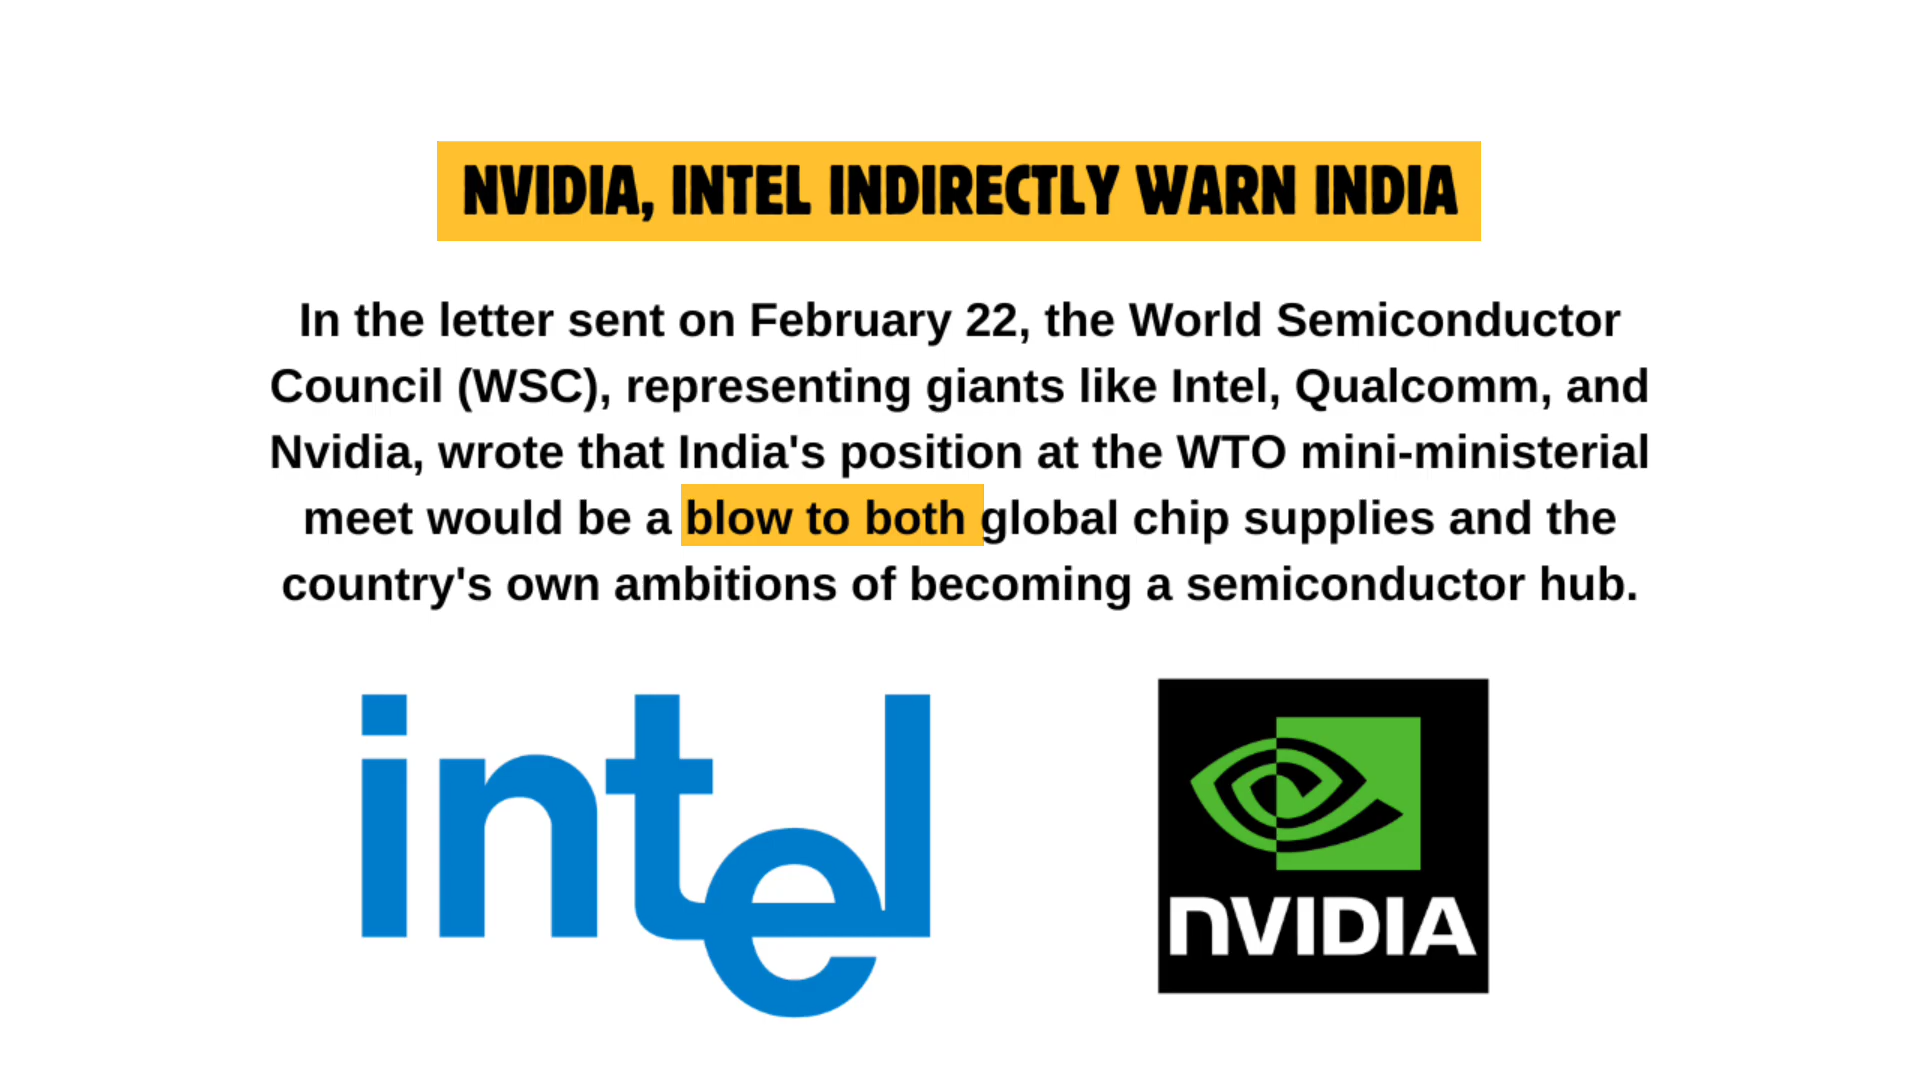 NVIDIA, INTEL INDIRECTLY WARN INDIA
In the letter sent on February 22, the World Semiconductor
Council (WSC), representing giants like Intel, Qualcomm, and
Nvidia, wrote that India's position at the WTO mini-ministerial
meet would be a blow to both global chip supplies and the
country's own ambitions of becoming a semiconductor hub.
intel
NVIDIA